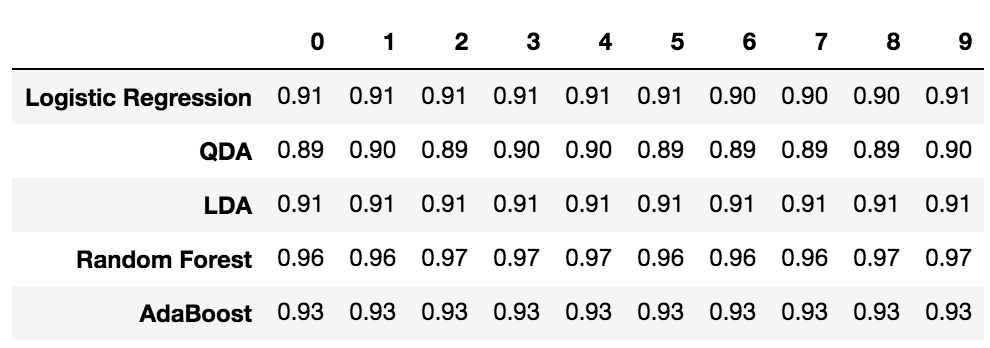 0 1 2 3 4 5 6 7 8 9
Logistic Regression 0.91 0.91 0.91 0.91 0.91 0.91 0.90 0.90 0.90 0.91
QDA 0.89 0.90 0.89 0.90 0.90 0.89 0.89 0.89 0.89 0.90
LDA 0.91 0.91 0.91 0.91 0.91 0.91 0.91 0.91 0.91 0.91
Random Forest 0.96 0.96 0.97 0.97 0.97 0.96 0.96 0.96 0.97 0.97
AdaBoost 0.93 0.93 0.93 0.93 0.93 0.93 0.93 0.93 0.93 0.93